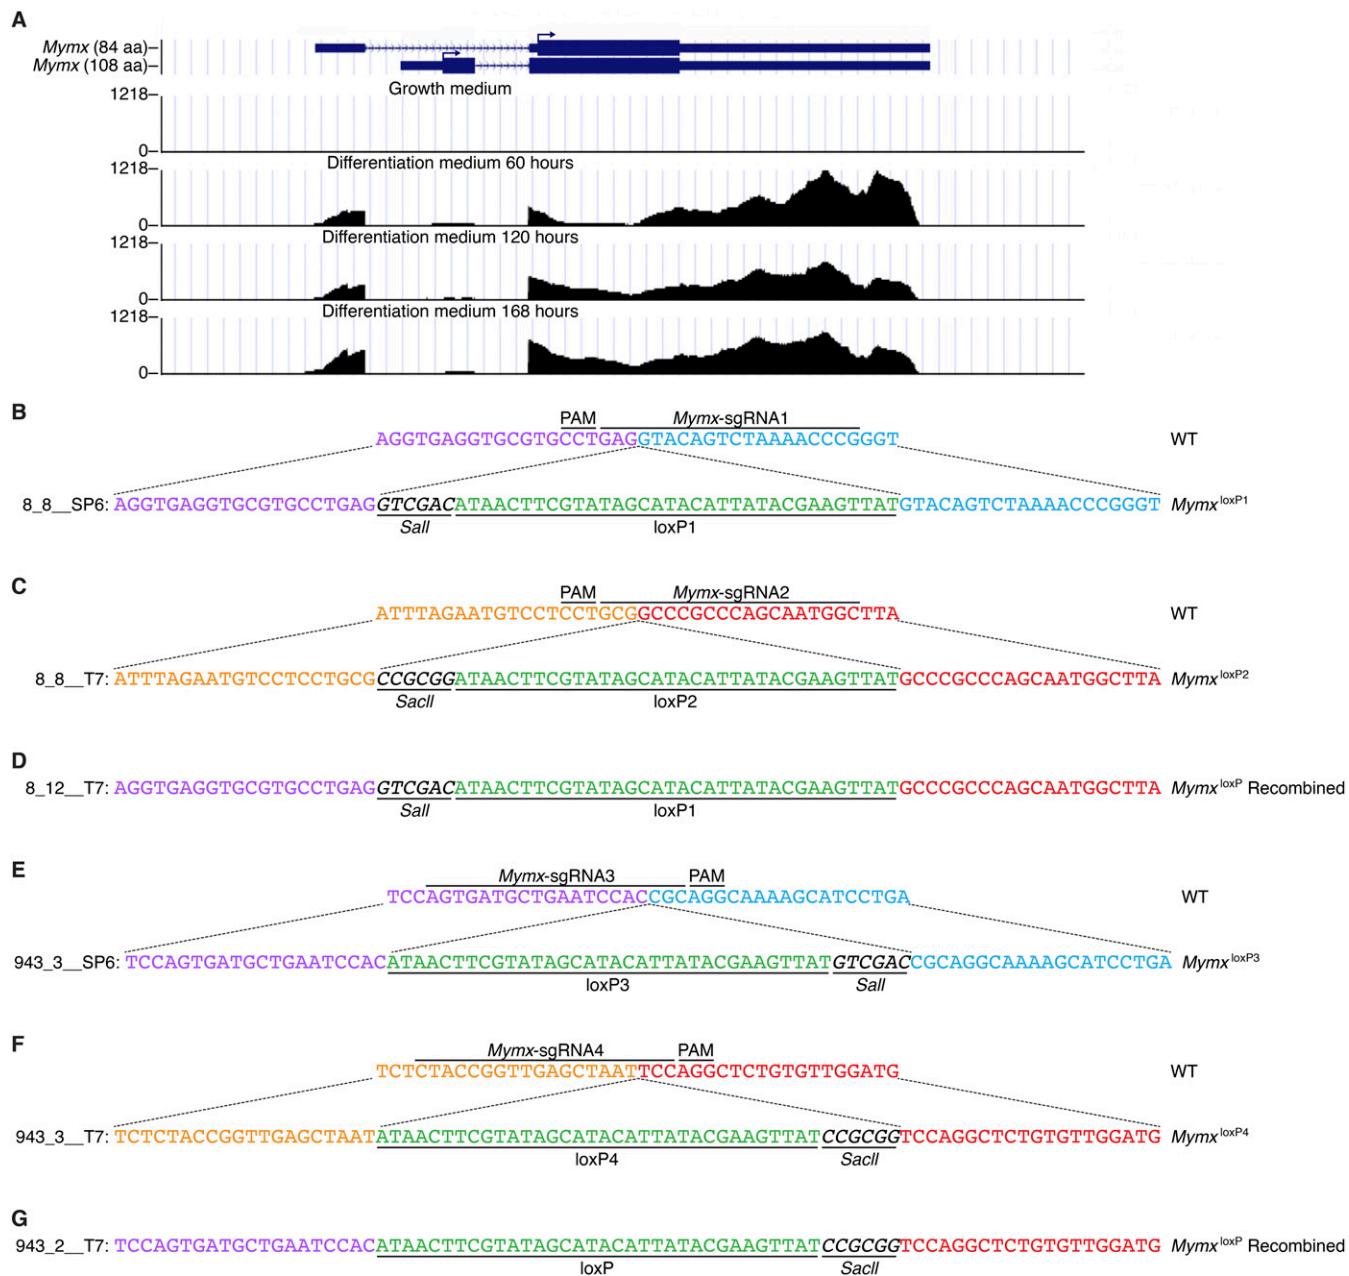 A
Mymx (84 aa)
Mymx (108 aa)
Growth medium
1218
0
Differentiation medium 60 hours
1218
0
Differentiation medium 120 hours
1218
0
Differentiation medium 168 hours
1218
0
B
PAM Mymx-sgRNA1
AGGTGAGGTGCGTGCCTGAGGTACAGTCTAAAACCCGGGT WT
8_8__SP6: AGGTGAGGTGCGTGCCTGAGGTCGACATAACTTCGTATAGCATACATTATACGAAGTTATGTACAGTCTAAAACCCGGGT Mymx loxP1
SalI loxP1
C
PAM Mymx-sgRNA2
ATTTAGAATGTCCTCCTGCGGCCCGCCCAGCAATGGCTTA WT
8_8__T7: ATTTAGAATGTCCTCCTGCGCCGCGGATAACTTCGTATAGCATACATTATACGAAGTTATGCCCGCCCAGCAATGGCTTA Mymx loxP2
SacII loxP2
D
8_12__T7: AGGTGAGGTGCGTGCCTGAGGTCGACATAACTTCGTATAGCATACATTATACGAAGTTATGCCCGCCCAGCAATGGCTTA Mymx loxP Recombined
SalI loxP1
E
Mymx-sgRNA3 PAM
TCCAGTGATGCTGAATCCACCGCAGGCAAAAGCATCCTGA WT
943_3__SP6: TCCAGTGATGCTGAATCCACATAACTTCGTATAGCATACATTATACGAAGTTATGTCGACCGCAGGCAAAAGCATCCTGA Mymx loxP3
loxP3 SalI
F
Mymx-sgRNA4 PAM
TCTCTACCGGTTGAGCTAATTCCAGGCTCTGTGTTGGATG WT
943_3__T7: TCTCTACCGGTTGAGCTAATATAACTTCGTATAGCATACATTATACGAAGTTATCCGCGGTCCAGGCTCTGTGTTGGATG Mymx loxP4
loxP4 SacII
G
943_2__T7: TCCAGTGATGCTGAATCCACATAACTTCGTATAGCATACATTATACGAAGTTATCCGCGGTCCAGGCTCTGTGTTGGATG Mymx loxP Recombined
loxP SacII